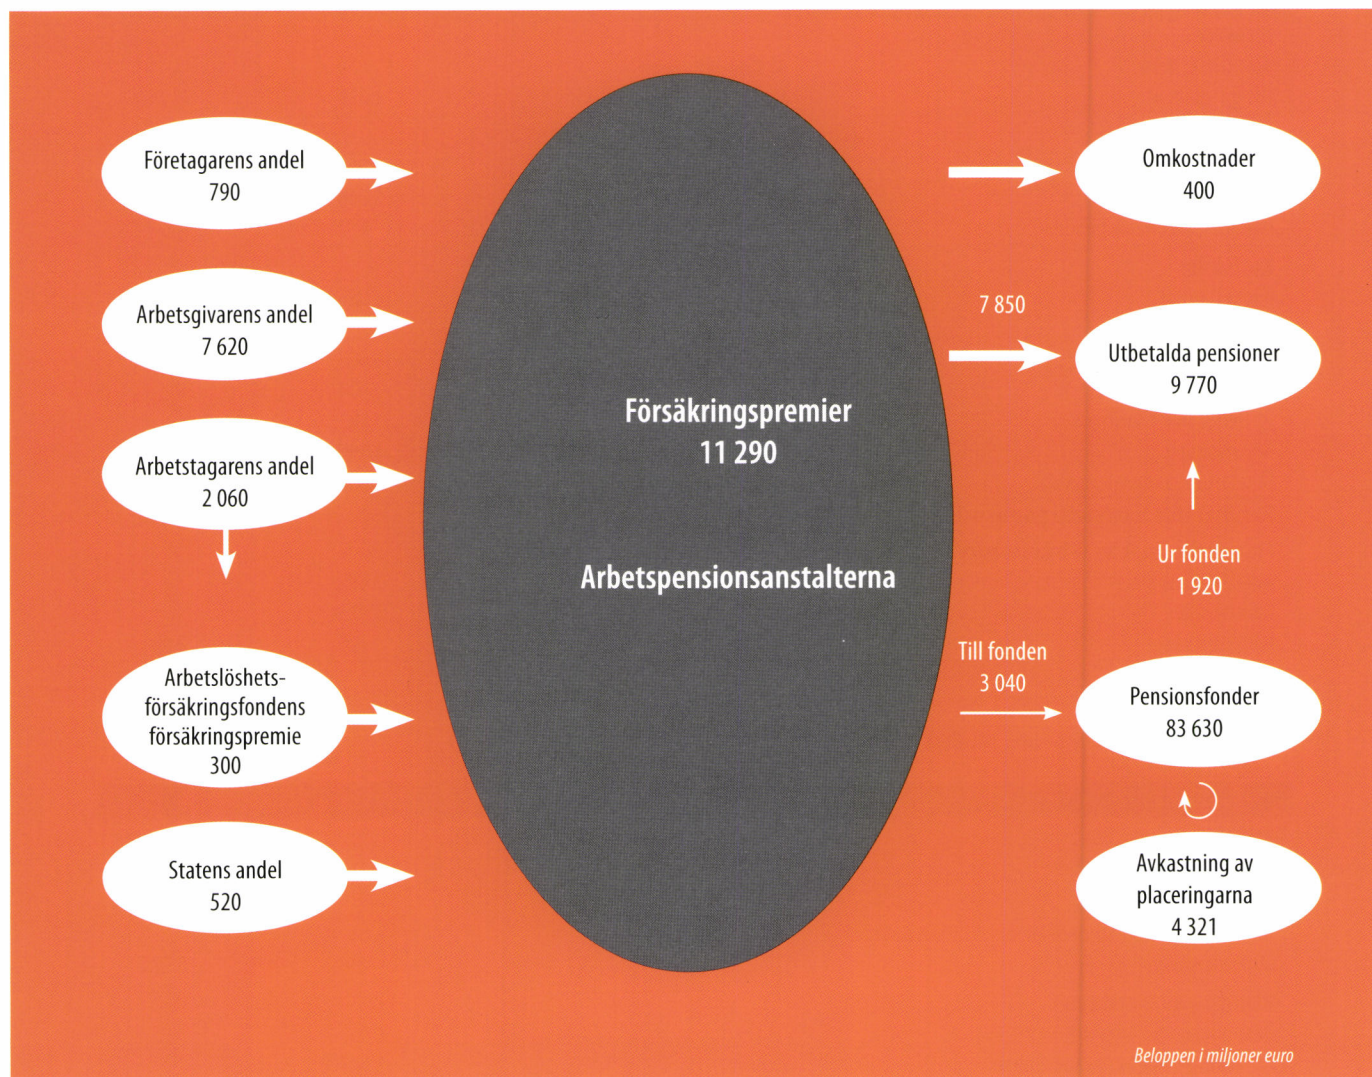 Företagarens andel
790
Arbetsgivarens andel
7 620
Arbetstagarens andel
2 060
Arbetslöshets-
försäkringsfondens
försäkringspremie
300
Statens andel
520
Försäkringspremier
11 290
Arbetspensionsanstalterna
Omkostnader
400
7 850
Utbetalda pensioner
9 770
Ur fonden
1 920
Till fonden
3 040
Pensionsfonder
83 630
Avkastning av
placeringarna
4 321
Beloppen i miljoner euro